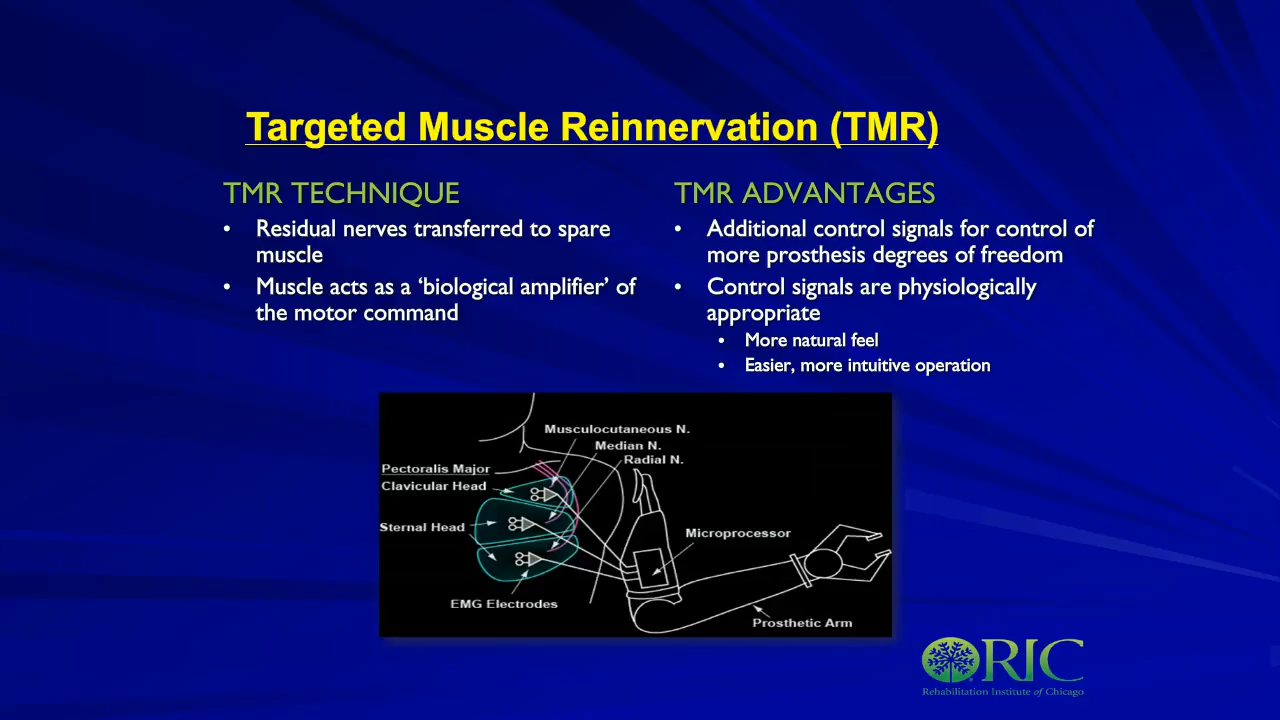 Targeted Muscle Reinnervation (TMR)
TMR TECHNIQUE
• Residual nerves transferred to spare
muscle
• Muscle acts as a ‘biological amplifier’ of
the motor command
TMR ADVANTAGES
• Additional control signals for control of
more prosthesis degrees of freedom
• Control signals are physiologically
appropriate
• More natural feel
• Easier, more intuitive operation
Musculocutaneous N.
Median N.
Radial N.
Pectoralis Major
Clavicular Head
Sternal Head
Microprocessor
EMG Electrodes
Prosthetic Arm
RIC
Rehabilitation Institute of Chicago